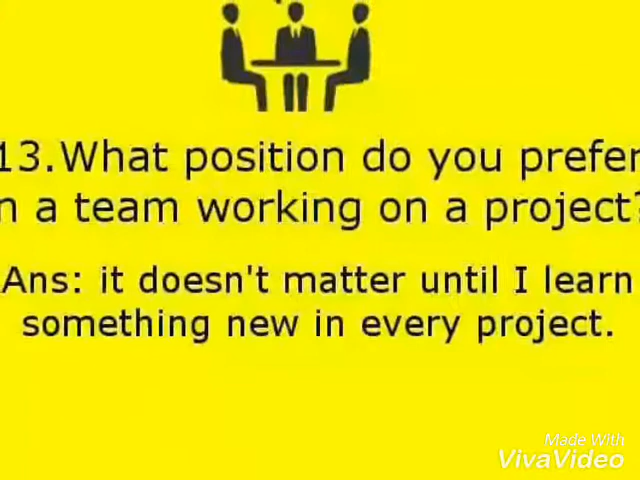 13.What position do you prefer
n a team working on a project?
Ans: it doesn't matter until I learn
something new in every project.
Made With
VivaVideo